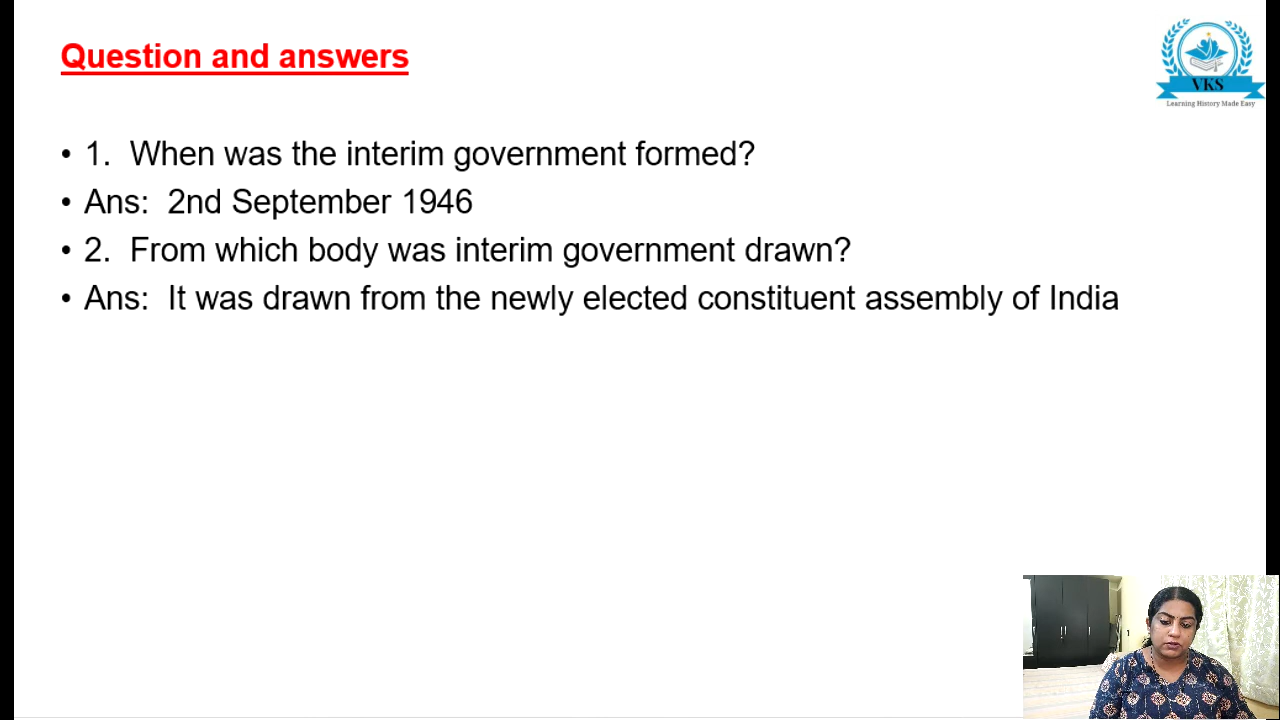 Question and answers
VKS
Learning History Made Easy
• 1. When was the interim government formed?
• Ans: 2nd September 1946
• 2. From which body was interim government drawn?
• Ans: It was drawn from the newly elected constituent assembly of India